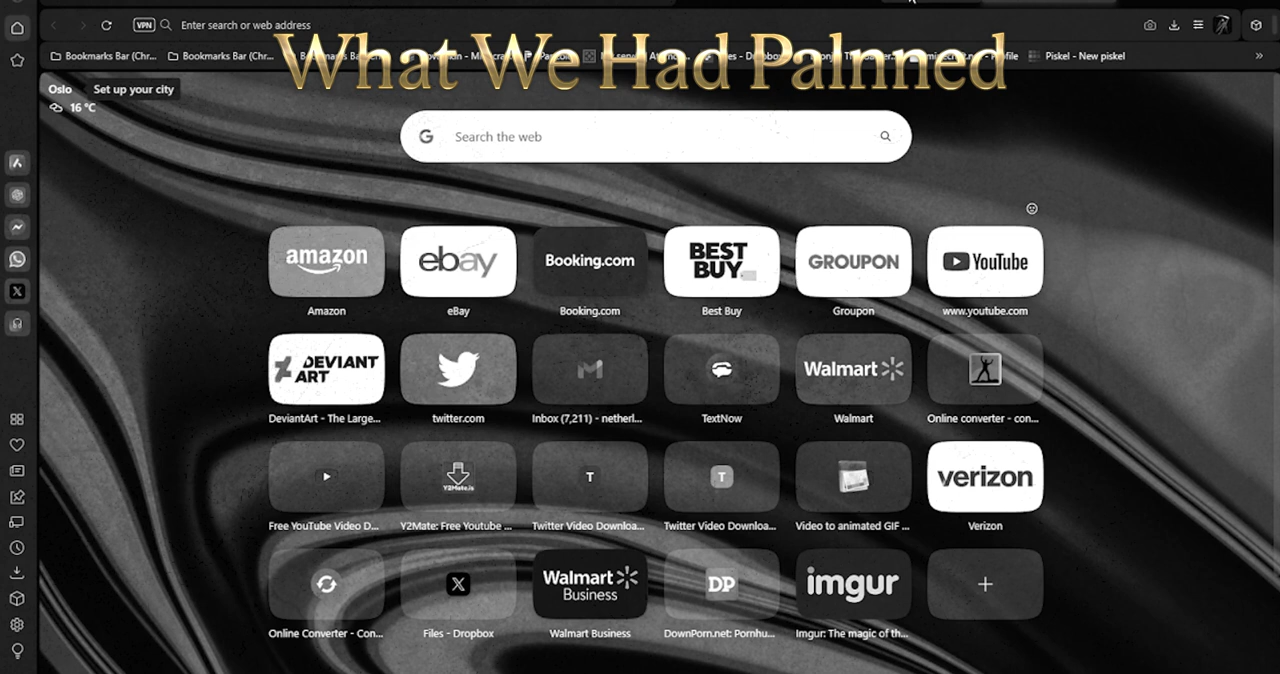 VPN
Enter search or web address
Bookmarks Bar (Chr...
Bookmarks Bar (Chr...
Piskel - New piskel
What We Had Palnned
Oslo
Set up your city
16 °C
Search the web
amazon
ebay
Booking.com
BEST BUY
GROUPON
YouTube
Amazon
eBay
Booking.com
Best Buy
Groupon
www.youtube.com
DEVIANT ART
Walmart
DeviantArt - The Large...
twitter.com
Inbox (7,211) - netherl...
TextNow
Walmart
Online converter - con...
Y2Mate.is
T
T
verizon
Free YouTube Video D...
Y2Mate: Free Youtube ...
Twitter Video Downloa...
Twitter Video Downloa...
Video to animated GIF ...
Verizon
Walmart Business
DP
imgur
Online Converter - Con...
Files - Dropbox
Walmart Business
DownPorn.net: Pornhu...
Imgur: The magic of th...